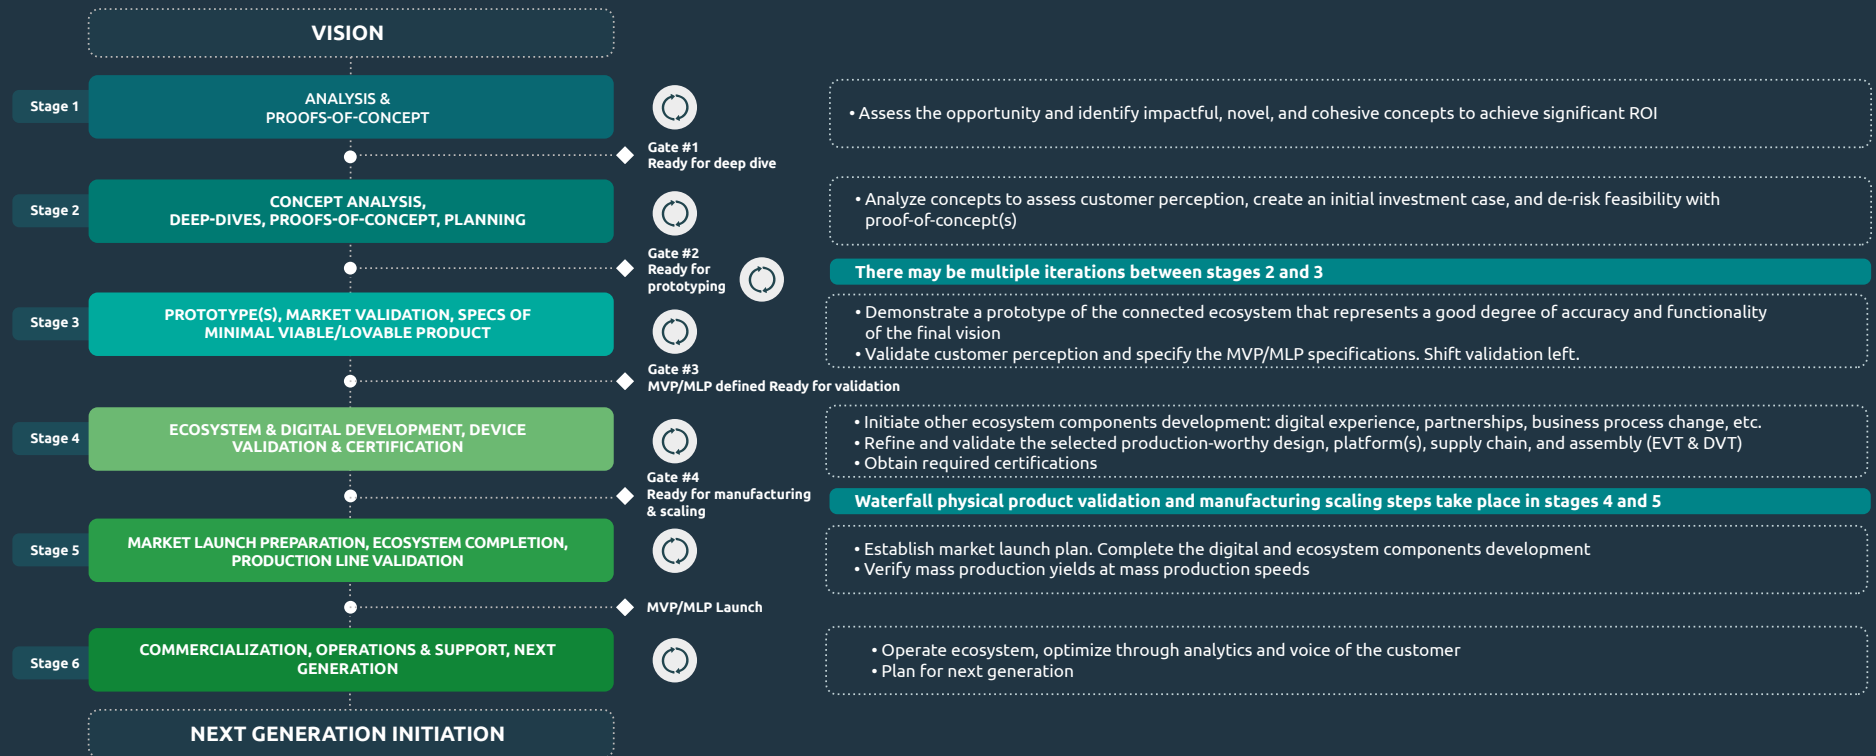 VISION
Stage 1
ANALYSIS &
PROOFS-OF-CONCEPT
• Assess the opportunity and identify impactful, novel, and cohesive concepts to achieve significant ROI
Gate #1
Ready for deep dive
Stage 2
CONCEPT ANALYSIS,
DEEP-DIVES, PROOFS-OF-CONCEPT, PLANNING
• Analyze concepts to assess customer perception, create an initial investment case, and de-risk feasibility with
proof-of-concept(s)
Gate #2
Ready for
prototyping
There may be multiple iterations between stages 2 and 3
Stage 3
PROTOTYPE(S), MARKET VALIDATION, SPECS OF
MINIMAL VIABLE/LOVABLE PRODUCT
• Demonstrate a prototype of the connected ecosystem that represents a good degree of accuracy and functionality
of the final vision
• Validate customer perception and specify the MVP/MLP specifications. Shift validation left.
Gate #3
MVP/MLP defined Ready for validation
Stage 4
ECOSYSTEM & DIGITAL DEVELOPMENT, DEVICE
VALIDATION & CERTIFICATION
• Initiate other ecosystem components development: digital experience, partnerships, business process change, etc.
• Refine and validate the selected production-worthy design, platform(s), supply chain, and assembly (EVT & DVT)
• Obtain required certifications
Gate #4
Ready for manufacturing
& scaling
Waterfall physical product validation and manufacturing scaling steps take place in stages 4 and 5
Stage 5
MARKET LAUNCH PREPARATION, ECOSYSTEM COMPLETION,
PRODUCTION LINE VALIDATION
• Establish market launch plan. Complete the digital and ecosystem components development
• Verify mass production yields at mass production speeds
MVP/MLP Launch
Stage 6
COMMERCIALIZATION, OPERATIONS & SUPPORT, NEXT
GENERATION
• Operate ecosystem, optimize through analytics and voice of the customer
• Plan for next generation
NEXT GENERATION INITIATION